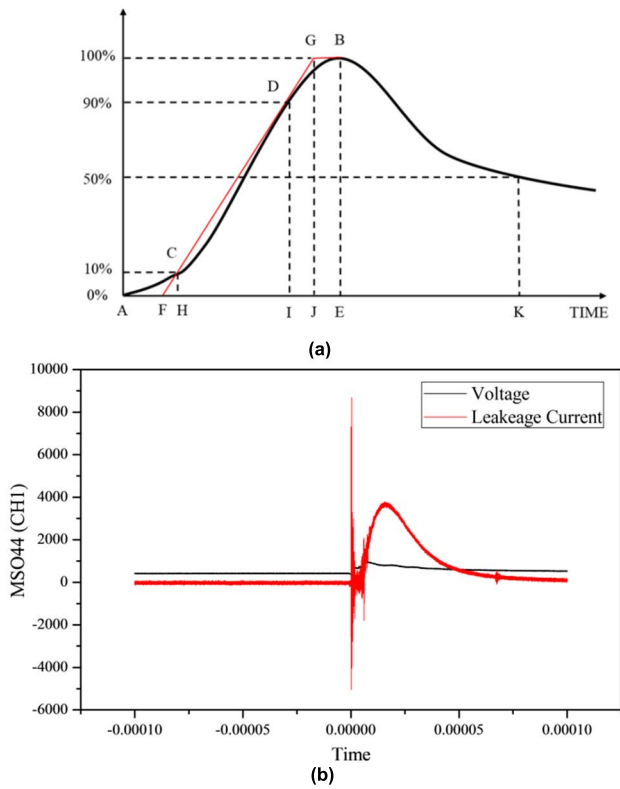 G B
100%
D
90%
50%
C
10%
0%
A F H I J E K TIME
(a)
10000
Voltage
Leakeage Current
8000
6000
4000
2000
0
-2000
-4000
-6000
MSO44 (CH1)
-0.00010 -0.00005 0.00000 0.00005 0.00010
Time
(b)